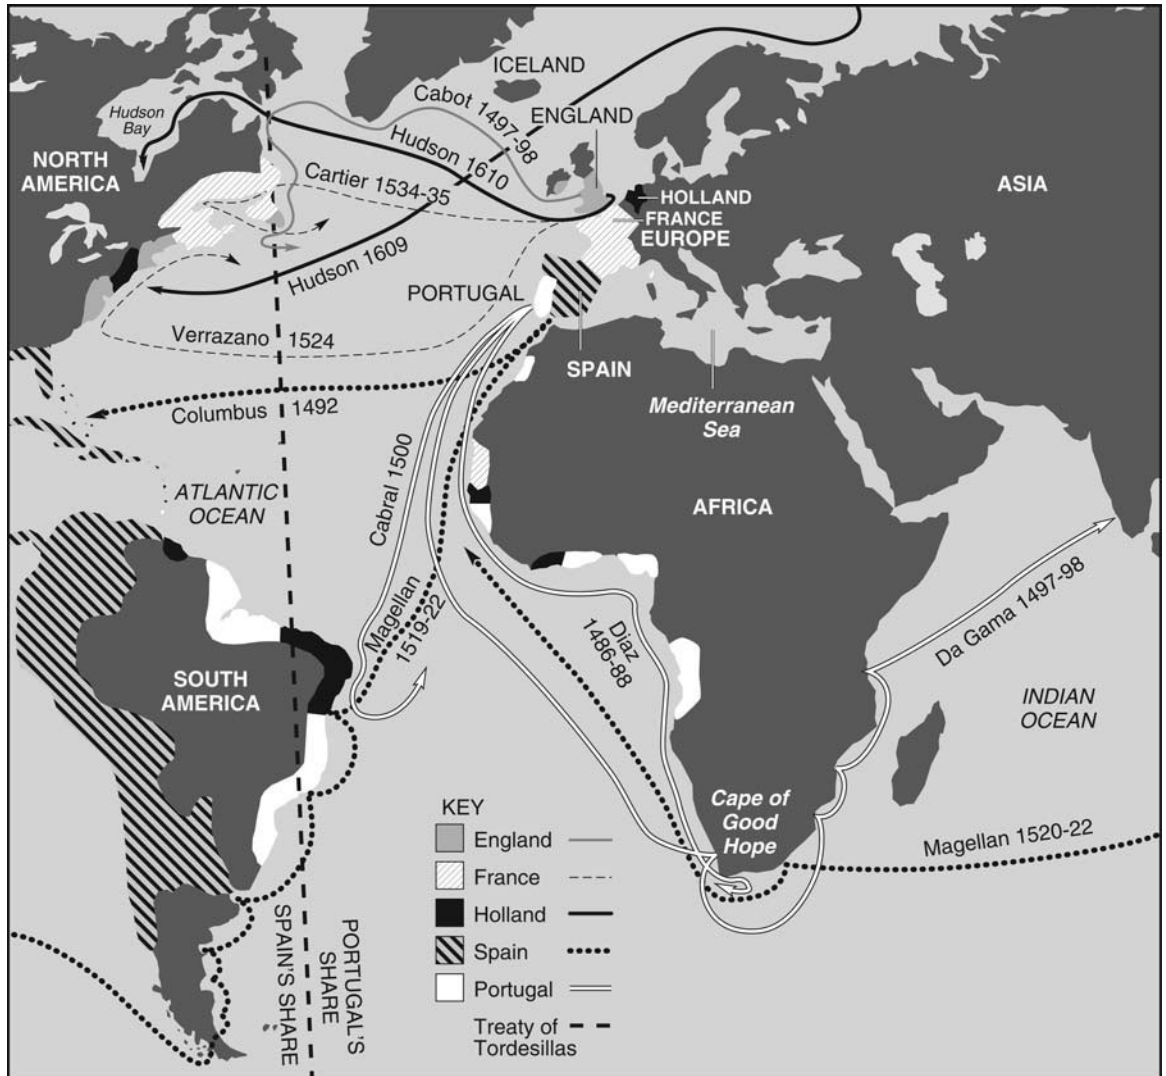 ICELAND
Cabot 1497-98
ENGLAND
Hudson
Bay
Hudson 1610
NORTH
AMERICA
Cartier 1534-35
ASIA
HOLLAND
FRANCE
EUROPE
Hudson 1609
PORTUGAL
Verrazano 1524
SPAIN
Columbus 1492
Mediterranean
Sea
Cabral 1500
ATLANTIC
OCEAN
AFRICA
Magellan
1519-22
Diaz
1486-88
Da Gama 1497-98
SOUTH
AMERICA
INDIAN
OCEAN
Cape of
Good
Hope
Magellan 1520-22
KEY
England
France
Holland
Spain
Portugal
Treaty of
Tordesillas
SPAIN'S SHARE
PORTUGAL'S
SHARE